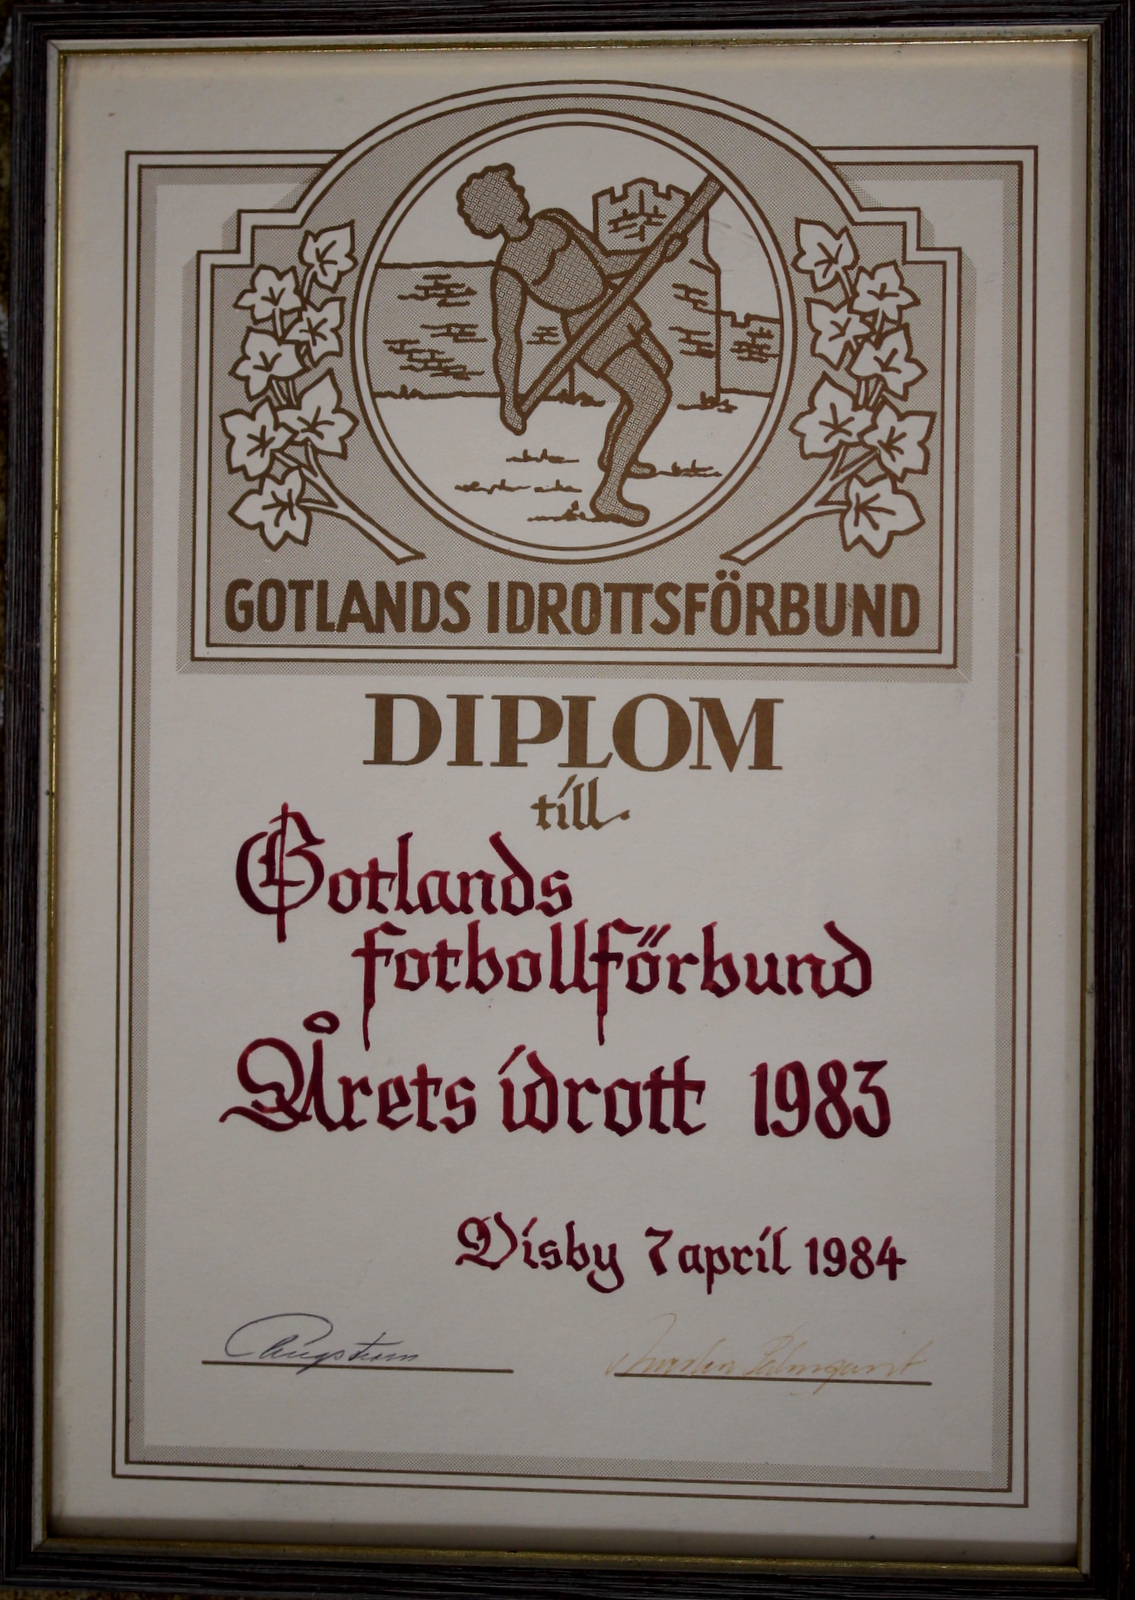 GOTLANDS IDROTTSFÖRBUND
DIPLOM
till
Gotlands
fotbollförbund
Årets idrott 1983
Visby 7 april 1984